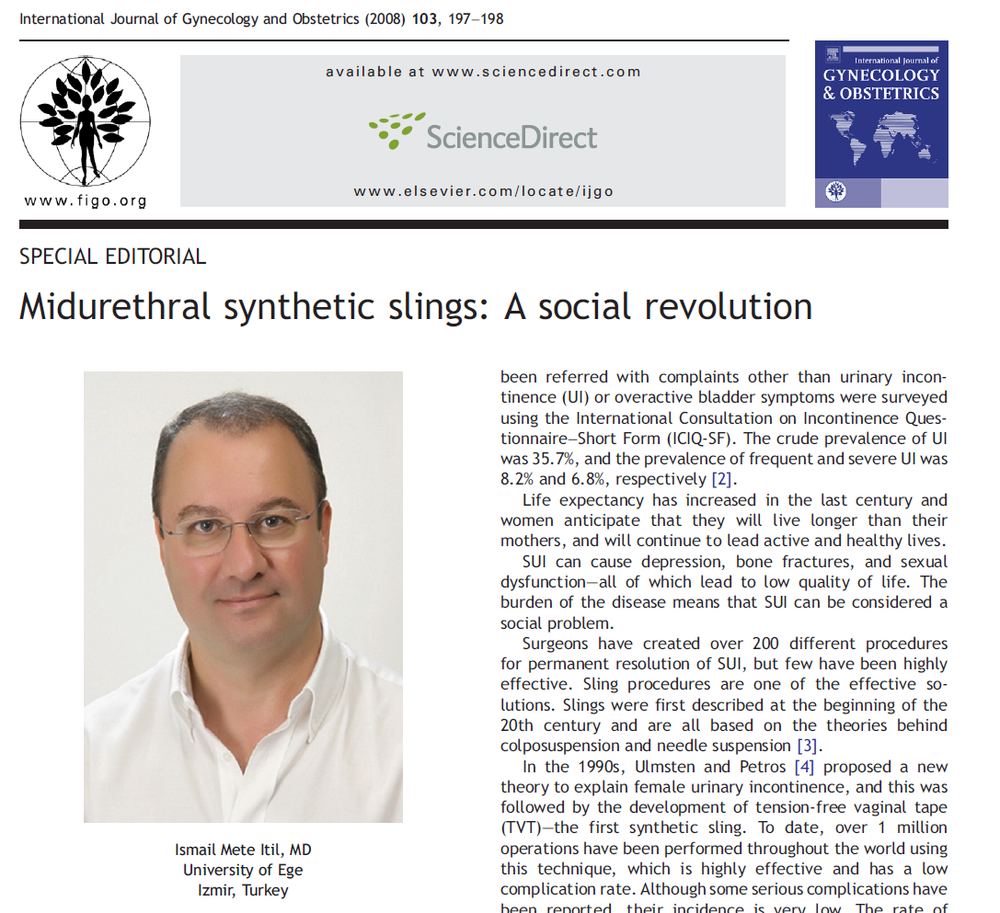 International Journal of Gynecology and Obstetrics (2008) 103, 197–198
www.figo.org
available at www.sciencedirect.com
ScienceDirect
www.elsevier.com/locate/ijgo
International Journal of
GYNECOLOGY
& OBSTETRICS
SPECIAL EDITORIAL
Midurethral synthetic slings: A social revolution
Ismail Mete Itil, MD
University of Ege
Izmir, Turkey
been referred with complaints other than urinary incon-
tinence (UI) or overactive bladder symptoms were surveyed
using the International Consultation on Incontinence Ques-
tionnaire–Short Form (ICIQ-SF). The crude prevalence of UI
was 35.7%, and the prevalence of frequent and severe UI was
8.2% and 6.8%, respectively [2].
Life expectancy has increased in the last century and
women anticipate that they will live longer than their
mothers, and will continue to lead active and healthy lives.
SUI can cause depression, bone fractures, and sexual
dysfunction—all of which lead to low quality of life. The
burden of the disease means that SUI can be considered a
social problem.
Surgeons have created over 200 different procedures
for permanent resolution of SUI, but few have been highly
effective. Sling procedures are one of the effective so-
lutions. Slings were first described at the beginning of the
20th century and are all based on the theories behind
colposuspension and needle suspension [3].
In the 1990s, Ulmsten and Petros [4] proposed a new
theory to explain female urinary incontinence, and this was
followed by the development of tension-free vaginal tape
(TVT)—the first synthetic sling. To date, over 1 million
operations have been performed throughout the world using
this technique, which is highly effective and has a low
complication rate. Although some serious complications have
been reported, their incidence is very low. The rate of